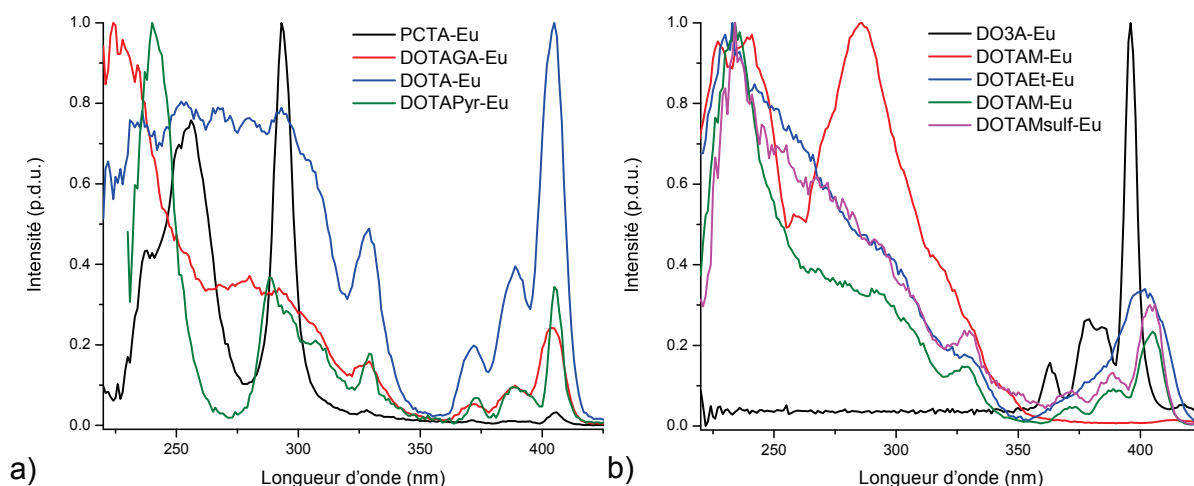 1.0
0.8
0.6
0.4
0.2
0.0
Intensité (p.d.u.)
250
300
350
400
Longueur d'onde (nm)
PCTA-Eu
DOTAGA-Eu
DOTA-Eu
DOTAPyr-Eu
a)
1.0
0.8
0.6
0.4
0.2
0.0
Intensité (p.d.u.)
250
300
350
400
Longueur d'onde (nm)
DO3A-Eu
DOTAM-Eu
DOTAEt-Eu
DOTAM-Eu
DOTAMsulf-Eu
b)